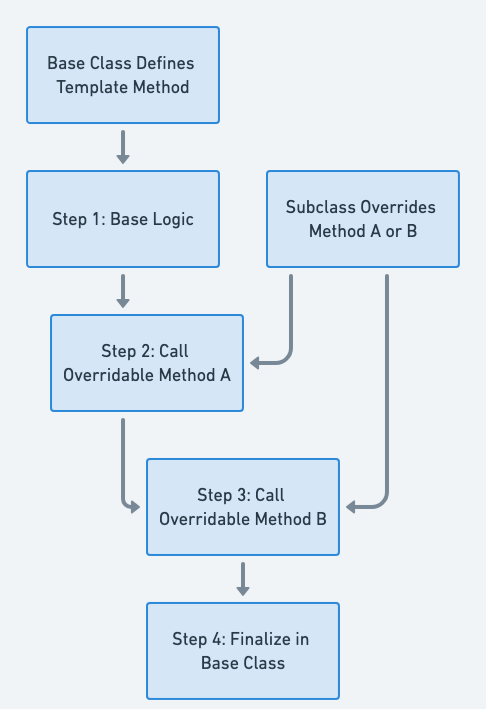 Base Class Defines
Template Method
Step 1: Base Logic
Subclass Overrides
Method A or B
Step 2: Call
Overridable Method A
Step 3: Call
Overridable Method B
Step 4: Finalize in
Base Class